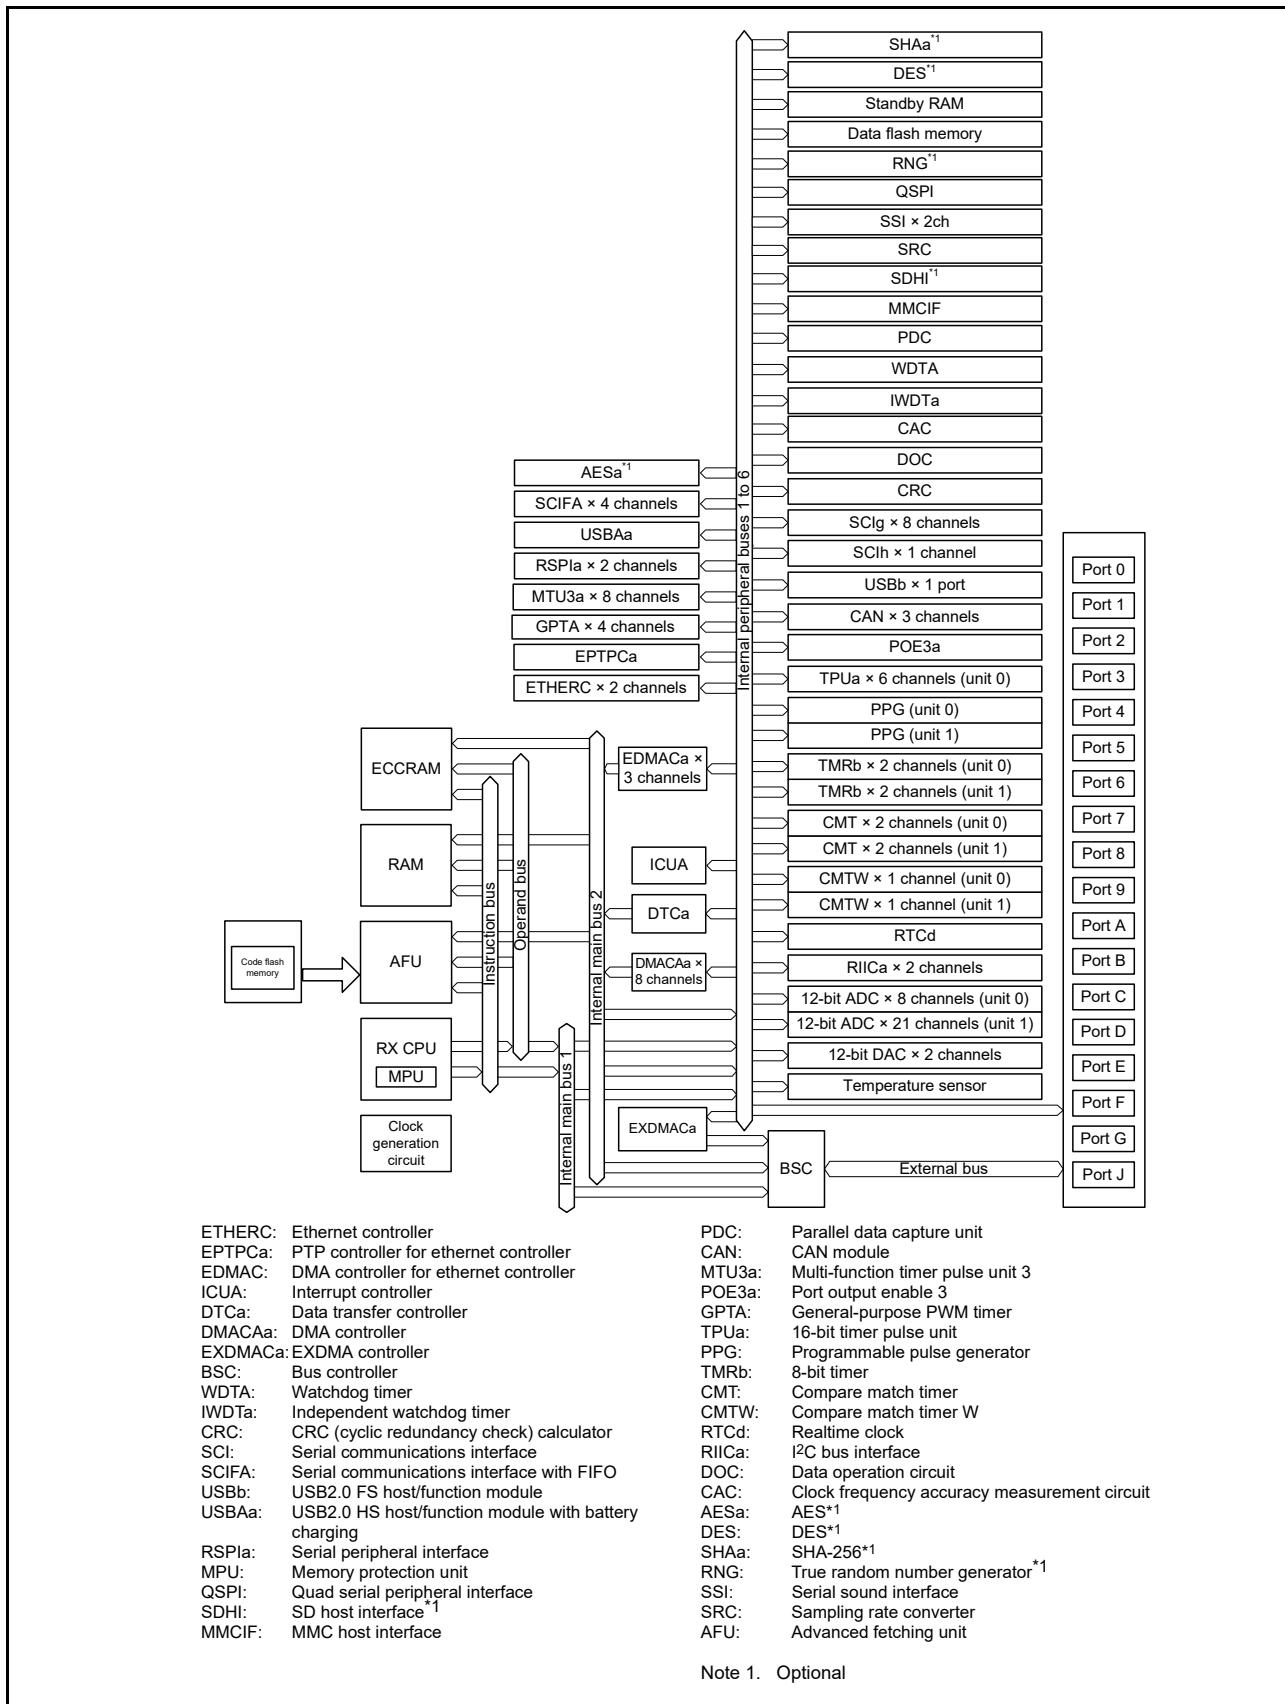 SHAa*1
DES*1
Standby RAM
Data flash memory
RNG*1
QSPI
SSI × 2ch
SRC
SDHI*1
MMCIF
PDC
WDTA
IWDTa
CAC
DOC
CRC
SCIg × 8 channels
SCIh × 1 channel
USBb × 1 port
CAN × 3 channels
POE3a
TPUa × 6 channels (unit 0)
PPG (unit 0)
PPG (unit 1)
TMRb × 2 channels (unit 0)
TMRb × 2 channels (unit 1)
CMT × 2 channels (unit 0)
CMT × 2 channels (unit 1)
CMTW × 1 channel (unit 0)
CMTW × 1 channel (unit 1)
RTCd
RIICa × 2 channels
12-bit ADC × 8 channels (unit 0)
12-bit ADC × 21 channels (unit 1)
12-bit DAC × 2 channels
Temperature sensor
Internal peripheral buses 1 to 6
AESa*1
SCIFA × 4 channels
USBAa
RSPIa × 2 channels
MTU3a × 8 channels
GPTA × 4 channels
EPTPCa
ETHERC × 2 channels
EDMACa ×
3 channels
ICUA
DTCa
DMACAa ×
8 channels
EXDMACa
BSC
External bus
Internal main bus 2
Internal main bus 1
Operand bus
Instruction bus
ECCRAM
RAM
AFU
Code flash
memory
RX CPU
MPU
Clock
generation
circuit
Port 0
Port 1
Port 2
Port 3
Port 4
Port 5
Port 6
Port 7
Port 8
Port 9
Port A
Port B
Port C
Port D
Port E
Port F
Port G
Port J
ETHERC: Ethernet controller
EPTPCa: PTP controller for ethernet controller
EDMAC: DMA controller for ethernet controller
ICUA: Interrupt controller
DTCa: Data transfer controller
DMACAa: DMA controller
EXDMACa: EXDMA controller
BSC: Bus controller
WDTA: Watchdog timer
IWDTa: Independent watchdog timer
CRC: CRC (cyclic redundancy check) calculator
SCI: Serial communications interface
SCIFA: Serial communications interface with FIFO
USBb: USB2.0 FS host/function module
USBAa: USB2.0 HS host/function module with battery
charging
RSPIa: Serial peripheral interface
MPU: Memory protection unit
QSPI: Quad serial peripheral interface
SDHI: SD host interface*1
MMCIF: MMC host interface
PDC: Parallel data capture unit
CAN: CAN module
MTU3a: Multi-function timer pulse unit 3
POE3a: Port output enable 3
GPTA: General-purpose PWM timer
TPUa: 16-bit timer pulse unit
PPG: Programmable pulse generator
TMRb: 8-bit timer
CMT: Compare match timer
CMTW: Compare match timer W
RTCd: Realtime clock
RIICa: I2C bus interface
DOC: Data operation circuit
CAC: Clock frequency accuracy measurement circuit
AESa: AES*1
DES: DES*1
SHAa: SHA-256*1
RNG: True random number generator*1
SSI: Serial sound interface
SRC: Sampling rate converter
AFU: Advanced fetching unit
Note 1. Optional